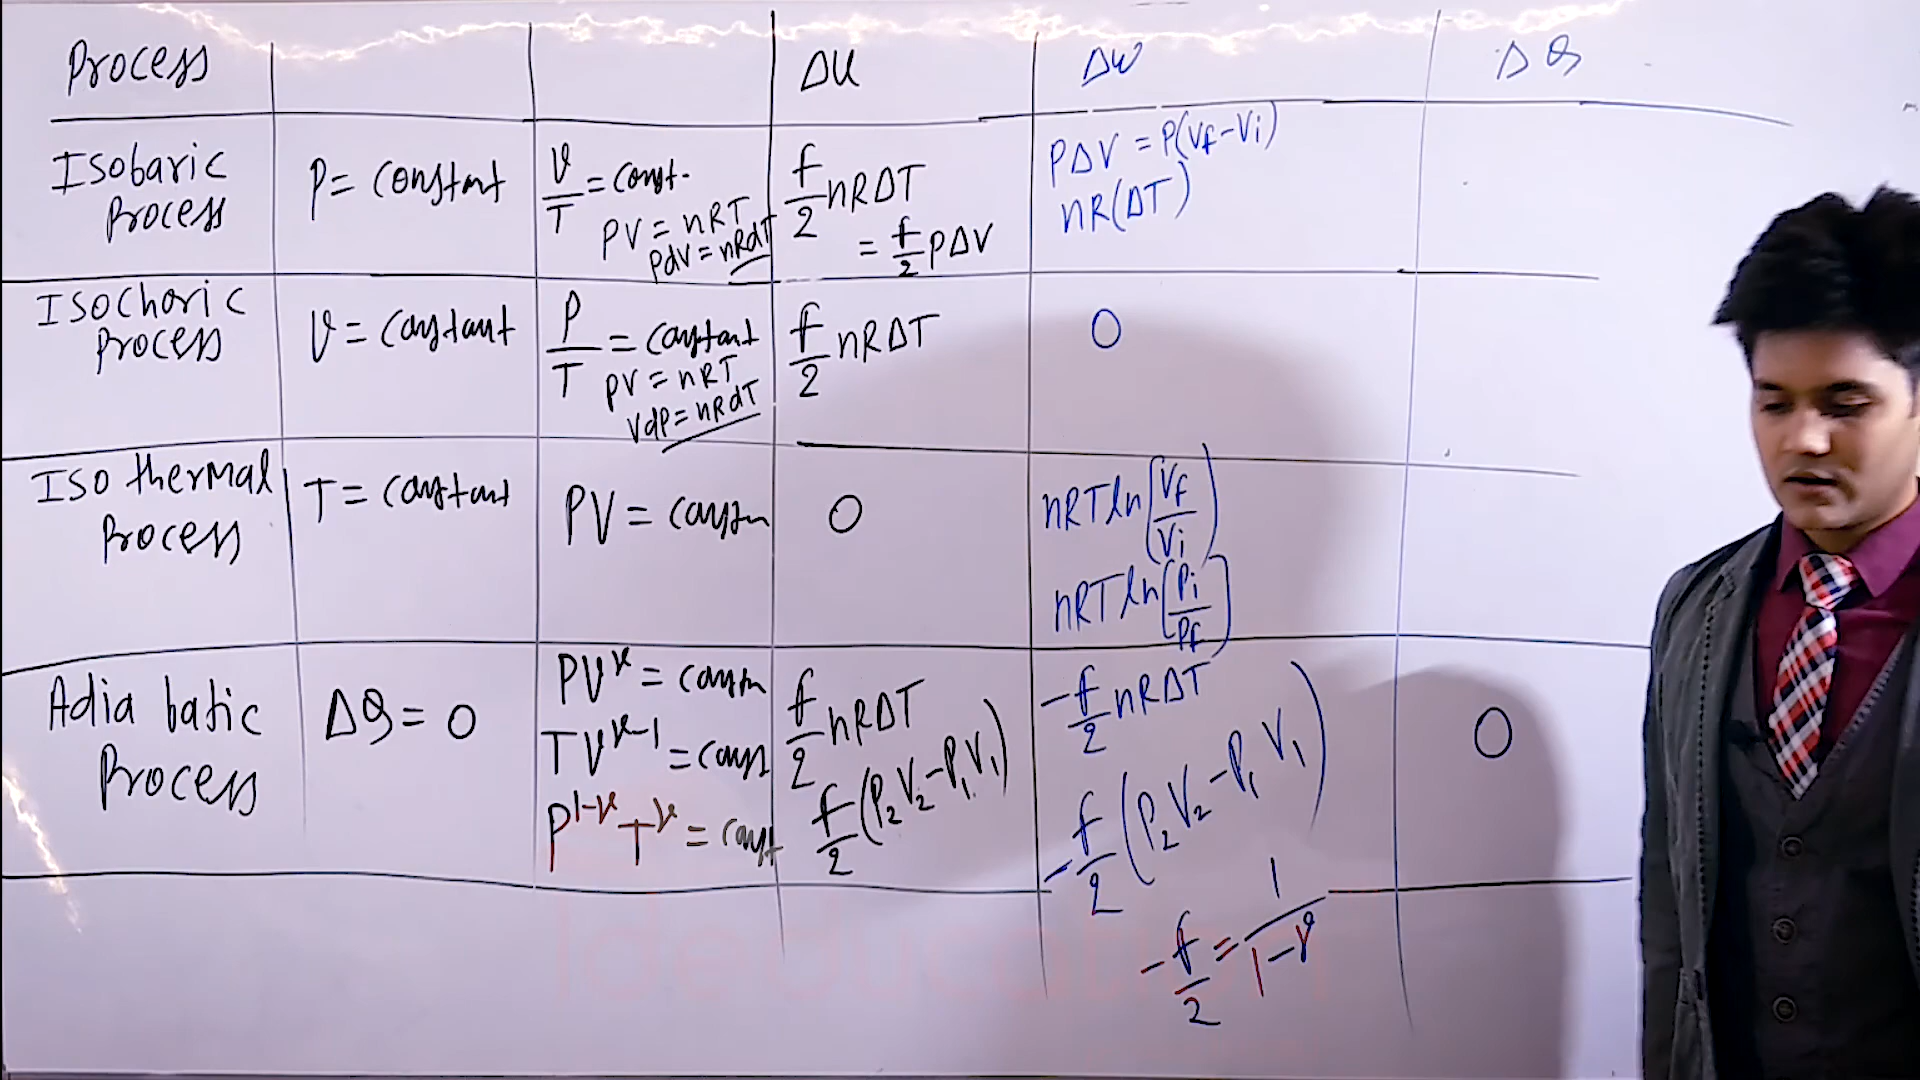 Process ΔU ΔW ΔQ
Isobaric Process
P = constant
V/T = const.
PV = nRT
PdV = nRdT
f/2 nRΔT
= f/2 PΔV
PΔV = P(Vf-Vi)
nR(ΔT)
Isochoric Process
V = constant
P/T = constant
PV = nRT
VdP = nRdT
f/2 nRΔT
0
Iso thermal Process
T = constant
PV = constn
0
nRT ln(Vf/Vi)
nRT ln(Pi/Pf)
Adia batic Process
ΔQ = 0
PV^γ = constn
TV^γ-1 = const
P^1-γ T^γ = const
f/2 nRΔT
f/2 (P₂V₂-P₁V₁)
-f/2 nRΔT
-f/2 (P₂V₂-P₁V₁)
0
-f/2 = 1/1-γ